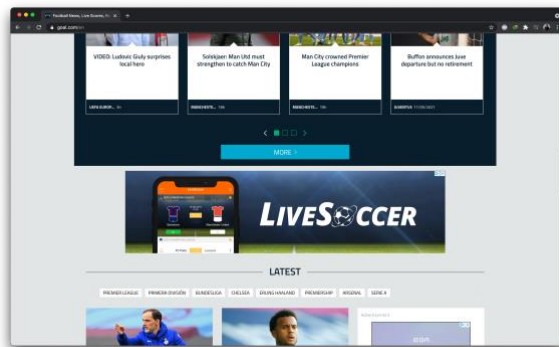 Football News, Live Scores, Re
goal.com/en
VIDEO: Ludovic Giuly surprises
local hero
Solskjaer: Man Utd must
strengthen to catch Man City
Man City crowned Premier
League champions
Buffon announces Juve
departure but no retirement
MORE
LIVESOCCER
LATEST
PREMIER LEAGUE
PRIMERA DIVISIÓN
BUNDESLIGA
CHELSEA
ERLING HAALAND
PREMIERSHIP
ARSENAL
SERIE A